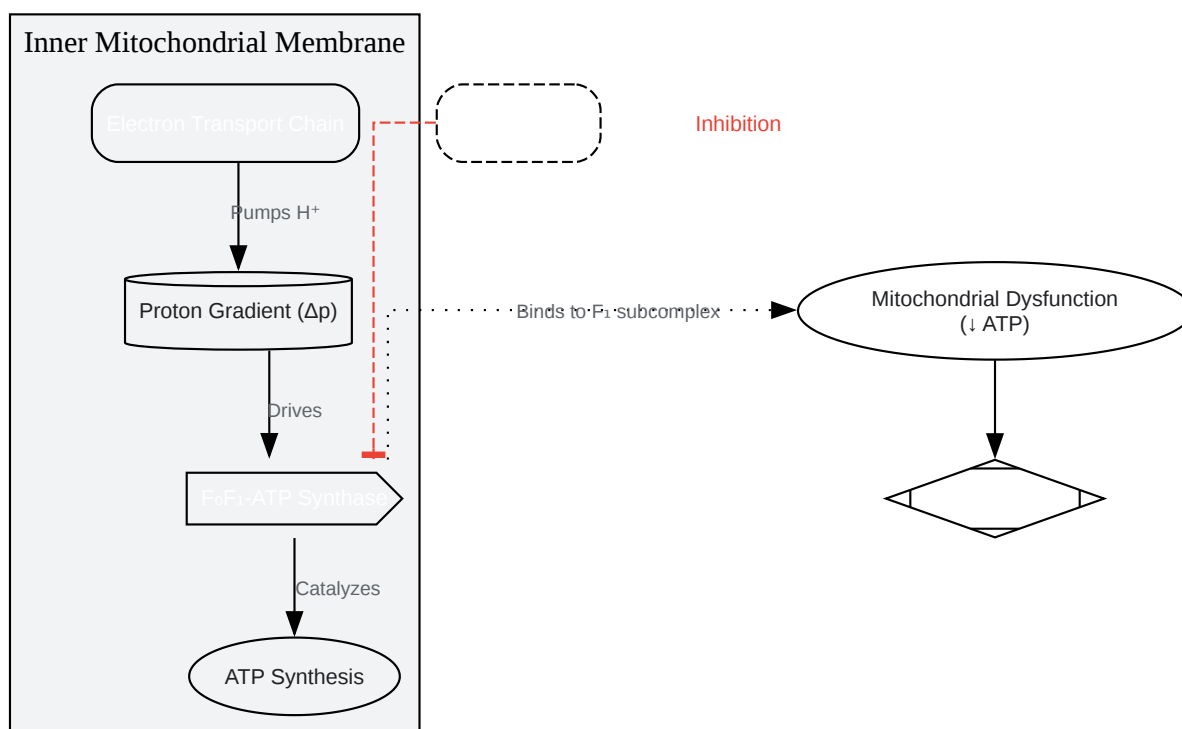 Inner Mitochondrial Membrane
Electron Transport Chain
Inhibition
Pumps H⁺
Proton Gradient (Δp)
Binds to F₁ subcomplex
Mitochondrial Dysfunction
(↓ ATP)
Drives
F₀F₁-ATP Synthase
Catalyzes
ATP Synthesis